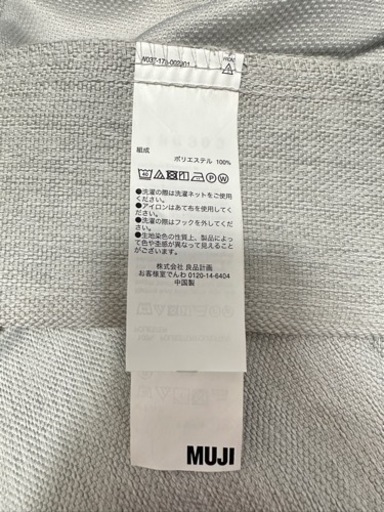 組成
ポリエステル 100%
●洗濯の際は洗濯ネットをご使用
ください。
●アイロンはあて布を使用してく
ださい。
●洗濯の際はフックを外してくだ
さい。
●生地染色の性質上、製品によっ
て色や杢感が異なって見えること
がございます。
株式会社 良品計画
お客様室でんわ 0120-14-6404
中国製
MUJI